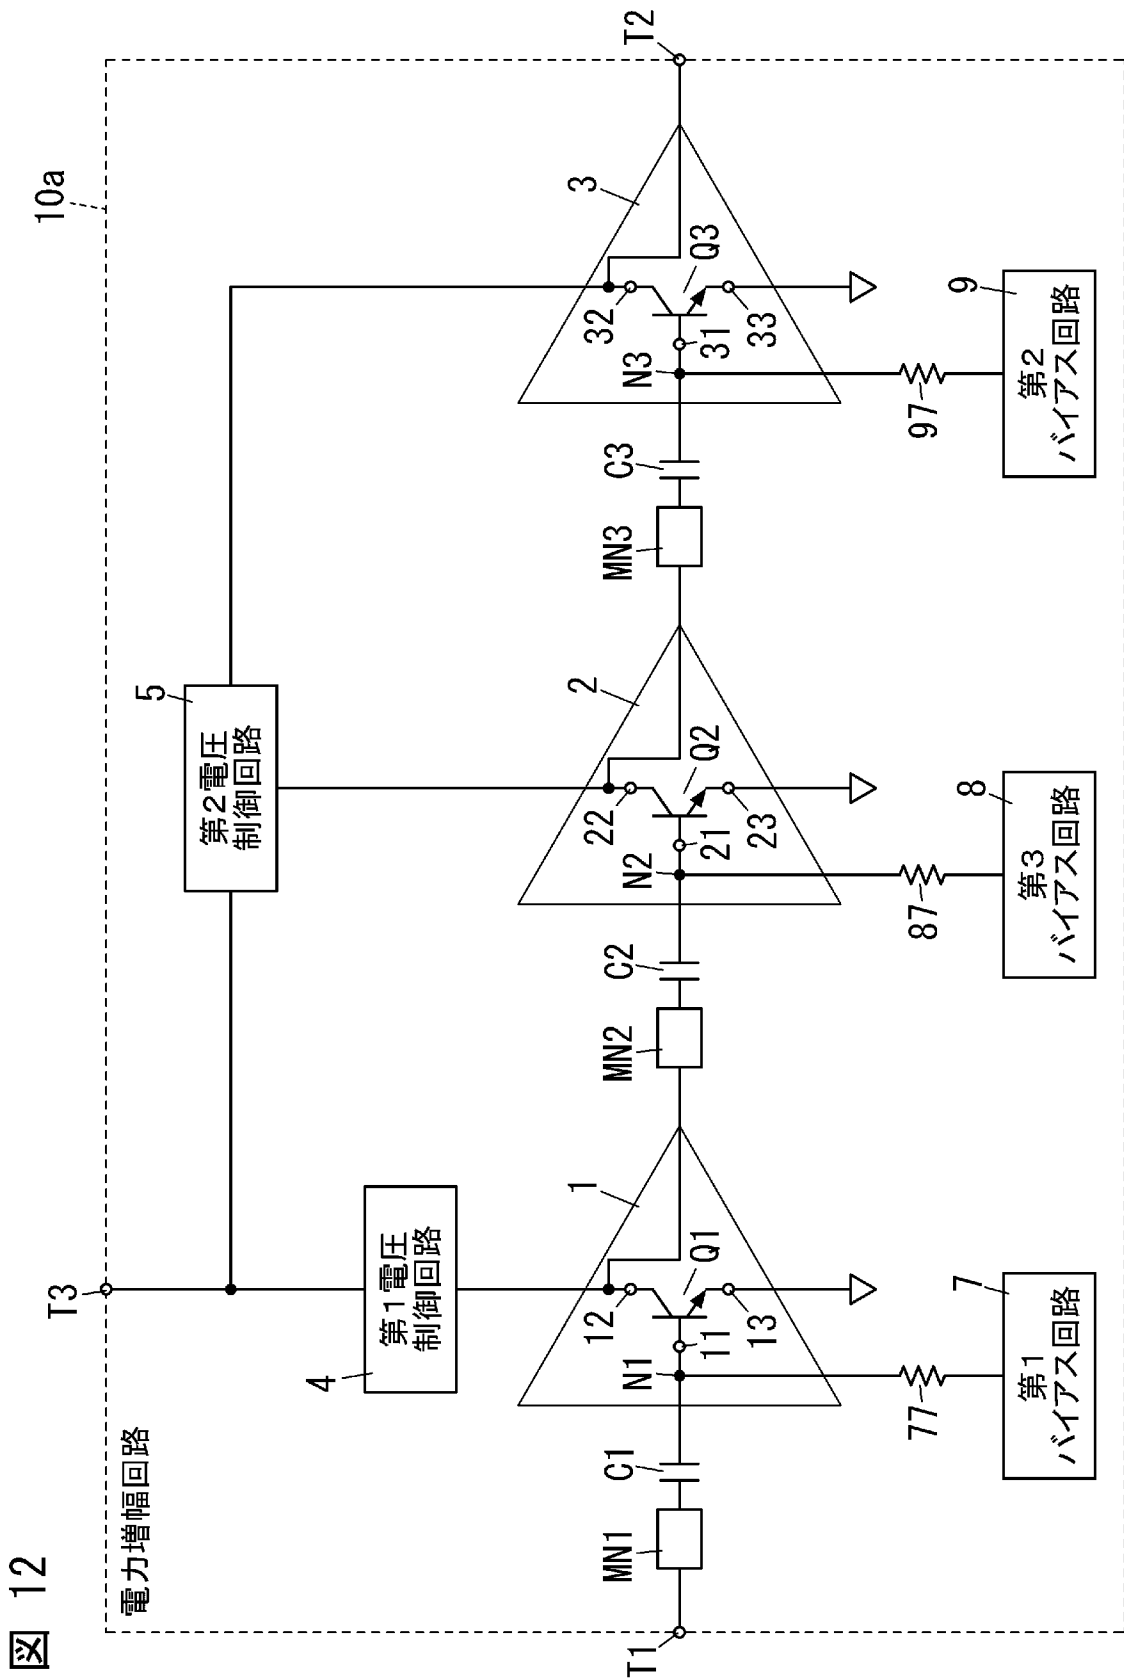 図 12
電力増幅回路
10a
T3
第2電圧
制御回路
5
第1電圧
制御回路
4
1
2
3
12
22
32
Q1
Q2
Q3
T1
MN1
C1
N1
11
MN2
C2
N2
21
MN3
C3
N3
31
T2
13
23
33
77
87
97
第1
バイアス回路
7
第3
バイアス回路
8
第2
バイアス回路
9